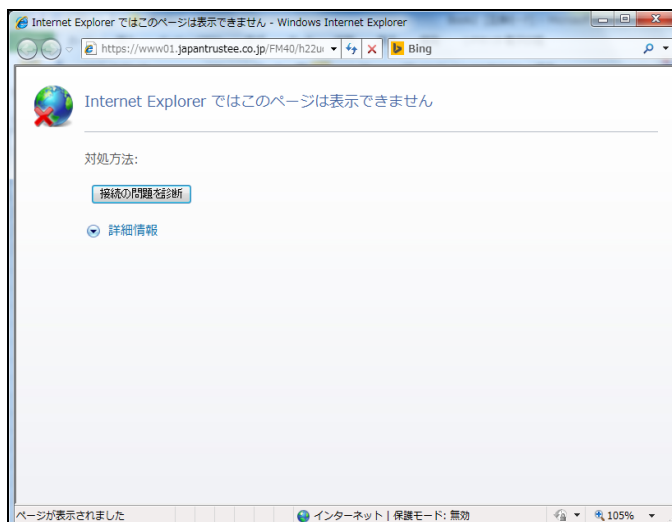 Internet Explorer ではこのページは表示できません - Windows Internet Explorer
https://www01.japantrustee.co.jp/FM40/h22u
Bing
Internet Explorer ではこのページは表示できません
対処方法:
接続の問題を診断
詳細情報
ページが表示されました
インターネット | 保護モード: 無効
105%